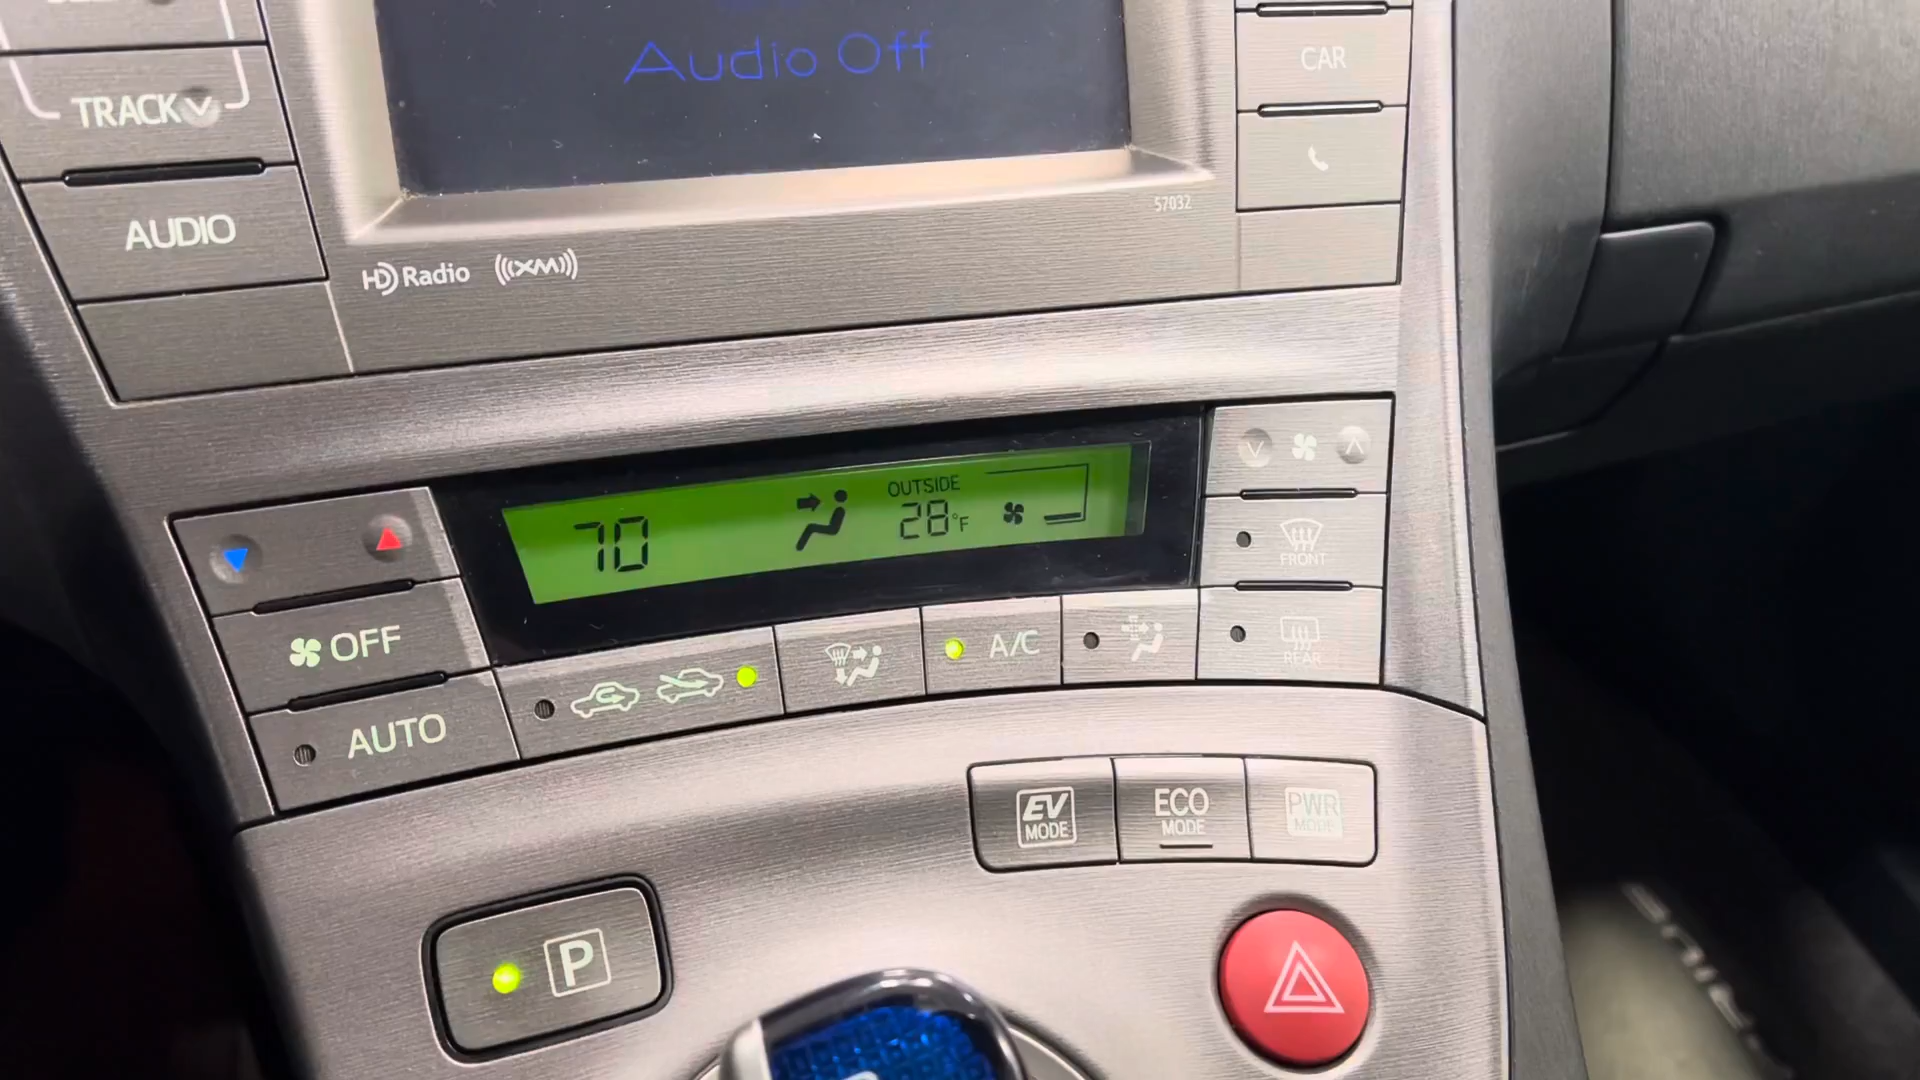 Audio Off
CAR
TRACK
AUDIO
57032
HD Radio
XM
70
OUTSIDE
28°F
FRONT
OFF
A/C
REAR
AUTO
EV
MODE
ECO
MODE
PWR
MODE
P
PRIUS